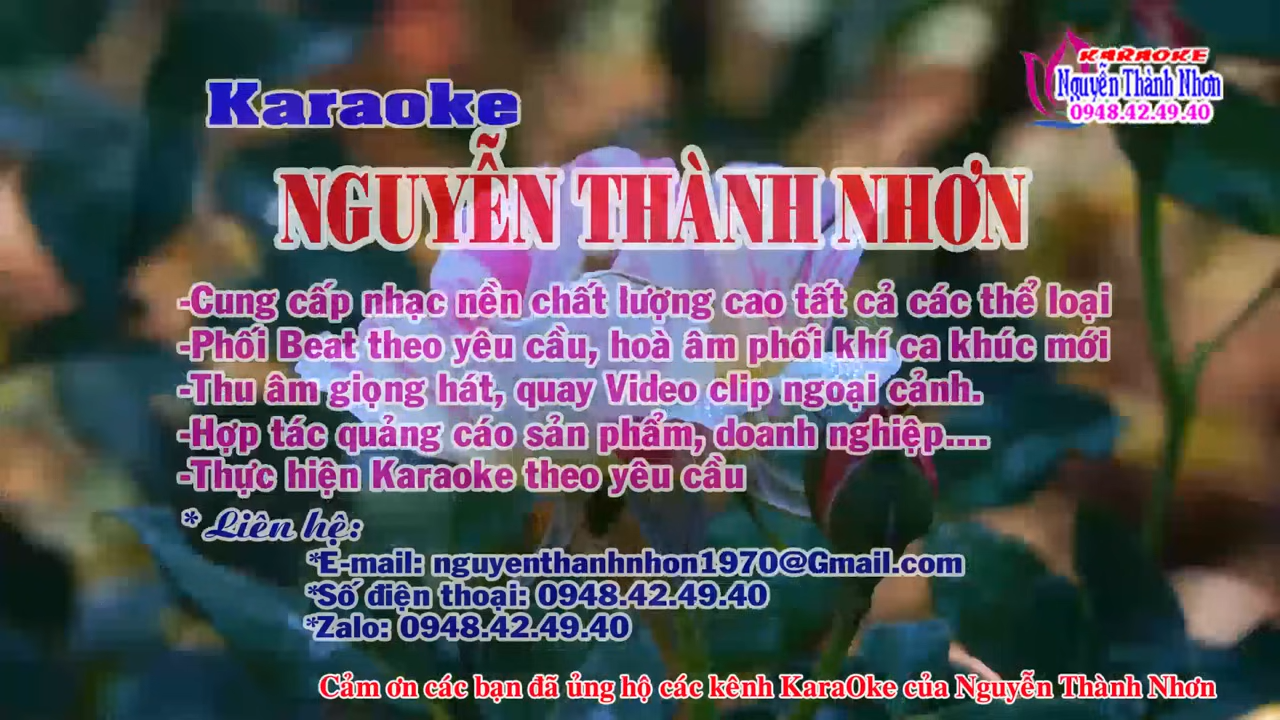 KARAOKE
Nguyễn Thành Nhơn
0948.42.49.40
Karaoke
NGUYỄN THÀNH NHƠN
-Cung cấp nhạc nền chất lượng cao tất cả các thể loại
-Phối Beat theo yêu cầu, hoà âm phối khí ca khúc mới
-Thu âm giọng hát, quay Video clip ngoại cảnh.
-Hợp tác quảng cáo sản phẩm, doanh nghiệp....
-Thực hiện Karaoke theo yêu cầu
* Liên hệ:
*E-mail: nguyenthanhnhon1970@Gmail.com
*Số điện thoại: 0948.42.49.40
*Zalo: 0948.42.49.40
Cảm ơn các bạn đã ủng hộ các kênh KaraOke của Nguyễn Thành Nhơn